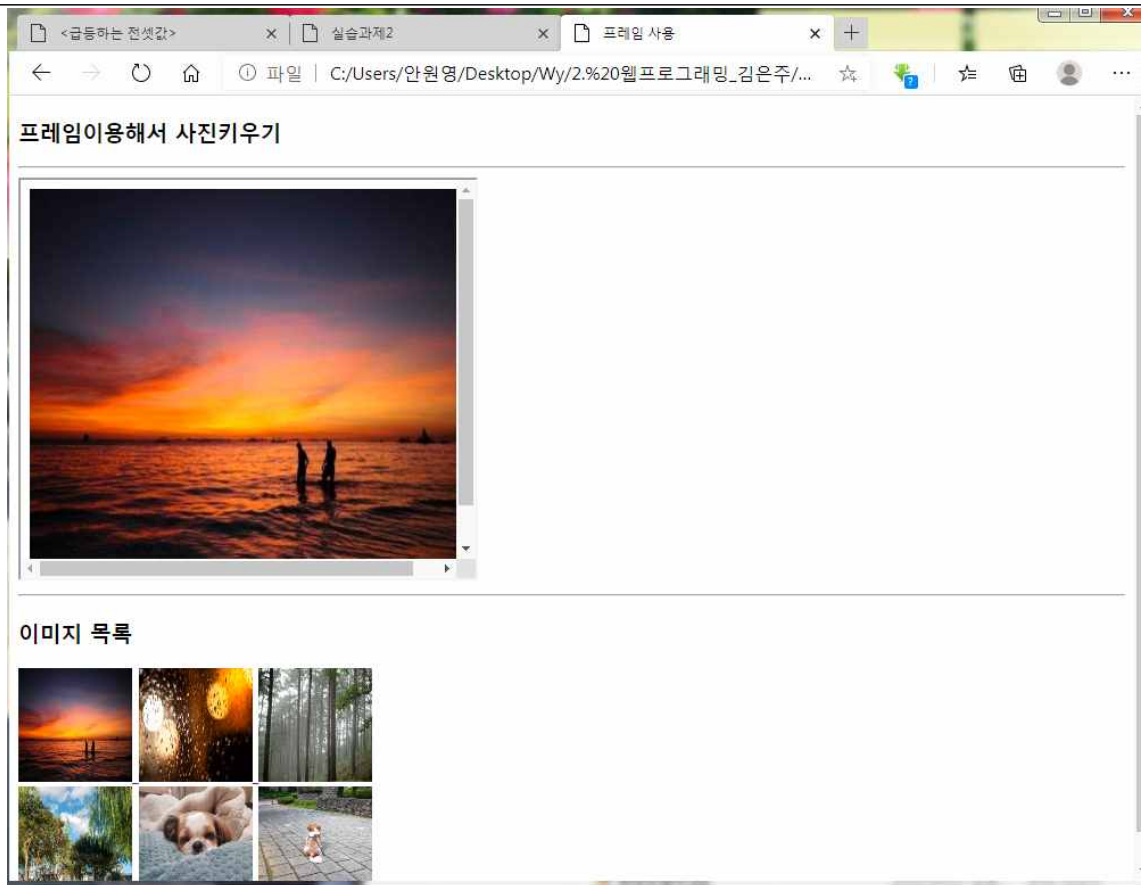 <급등하는 전셋값>
실습과제2
프레임 사용
파일 C:/Users/안원영/Desktop/Wy/2.%20웹프로그래밍_김은주/...
프레임이용해서 사진키우기
이미지 목록